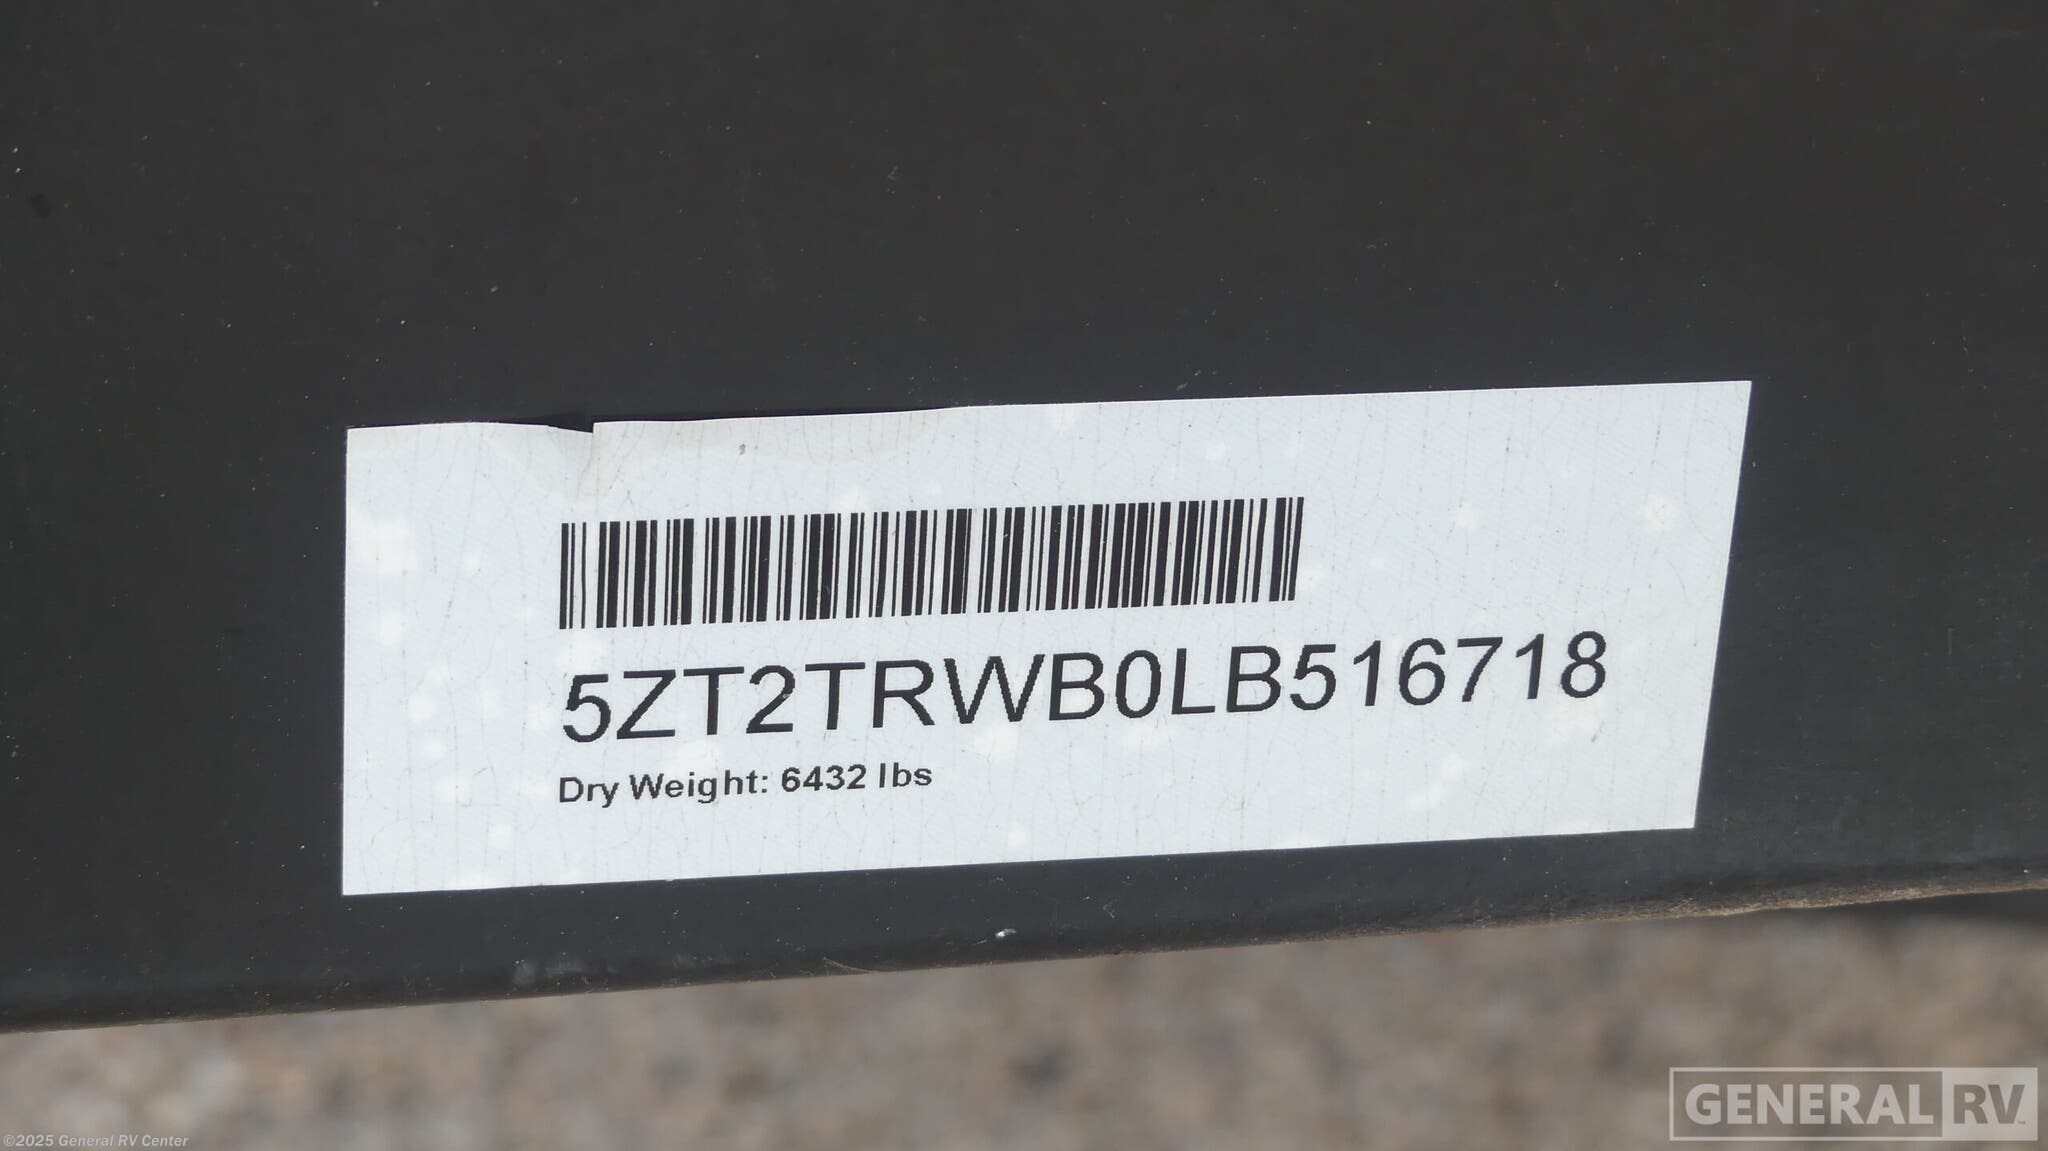 5ZT2TRWB0LB516718
Dry Weight: 6432 lbs
GENERAL RV
©2025 General RV Center